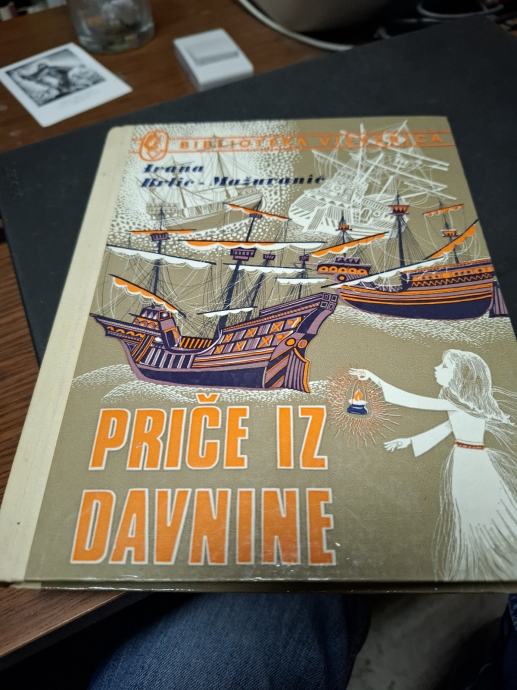 BIBLIOTEKA VJEVERICA
Ivana
Brlić-Mažuranić
PRIČE IZ
DAVNINE